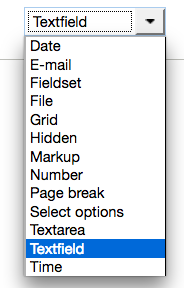 Textfield
Date
E-mail
Fieldset
File
Grid
Hidden
Markup
Number
Page break
Select options
Textarea
Textfield
Time